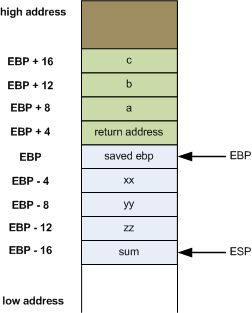 high address
EBP + 16 c
EBP + 12 b
EBP + 8 a
EBP + 4 return address
EBP saved ebp EBP
EBP - 4 xx
EBP - 8 yy
EBP - 12 zz
EBP - 16 sum ESP
low address